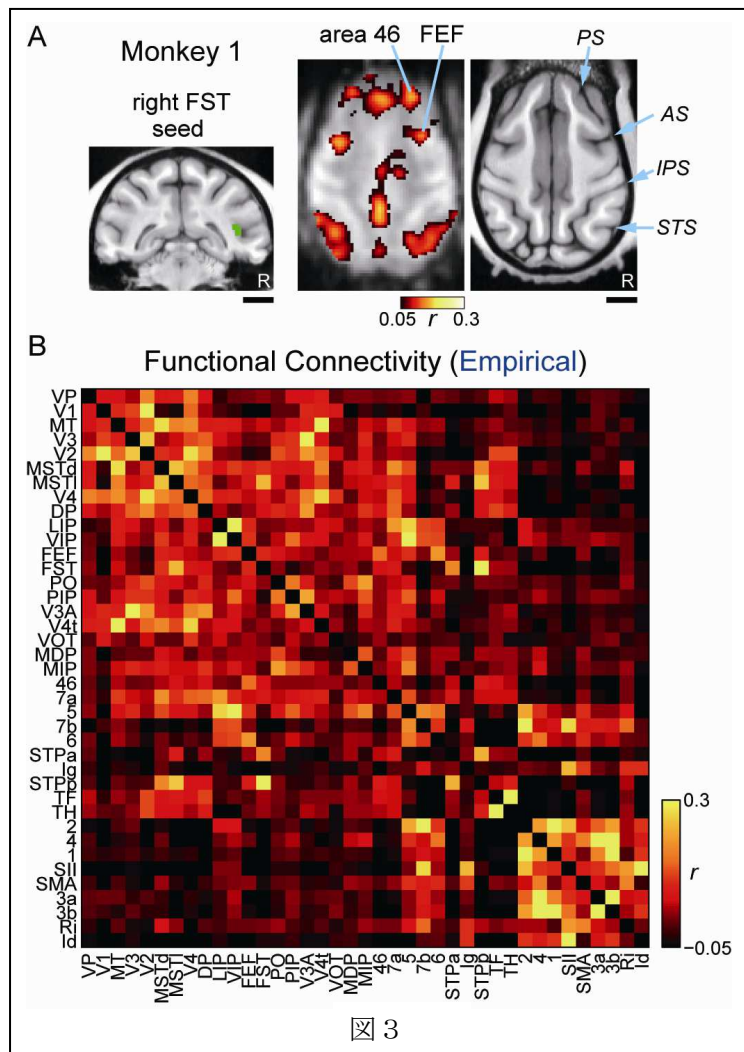 A
Monkey 1
right FST
seed
area 46
FEF
PS
AS
IPS
STS
R
R
0.05 r 0.3
B
Functional Connectivity (Empirical)
VP
V1
MT
V3
V2
MSTd
MSTl
V4
DP
LIP
VIP
FEF
FST
PO
PIP
V3A
V4t
VOT
MDP
MIP
46
7a
5
7b
6
STPa
Ig
STPp
TF
TH
2
4
1
SII
SMA
3a
3b
Ri
Id
0.3
r
−0.05
VP V1 MT V3 V2 MSTd MSTl V4 DP LIP VIP FEF FST PO PIP V3A V4t VOT MDP MIP 46 7a 5 7b 6 STPa Ig STPp TF TH 2 4 1 SII SMA 3a 3b Ri Id
図3